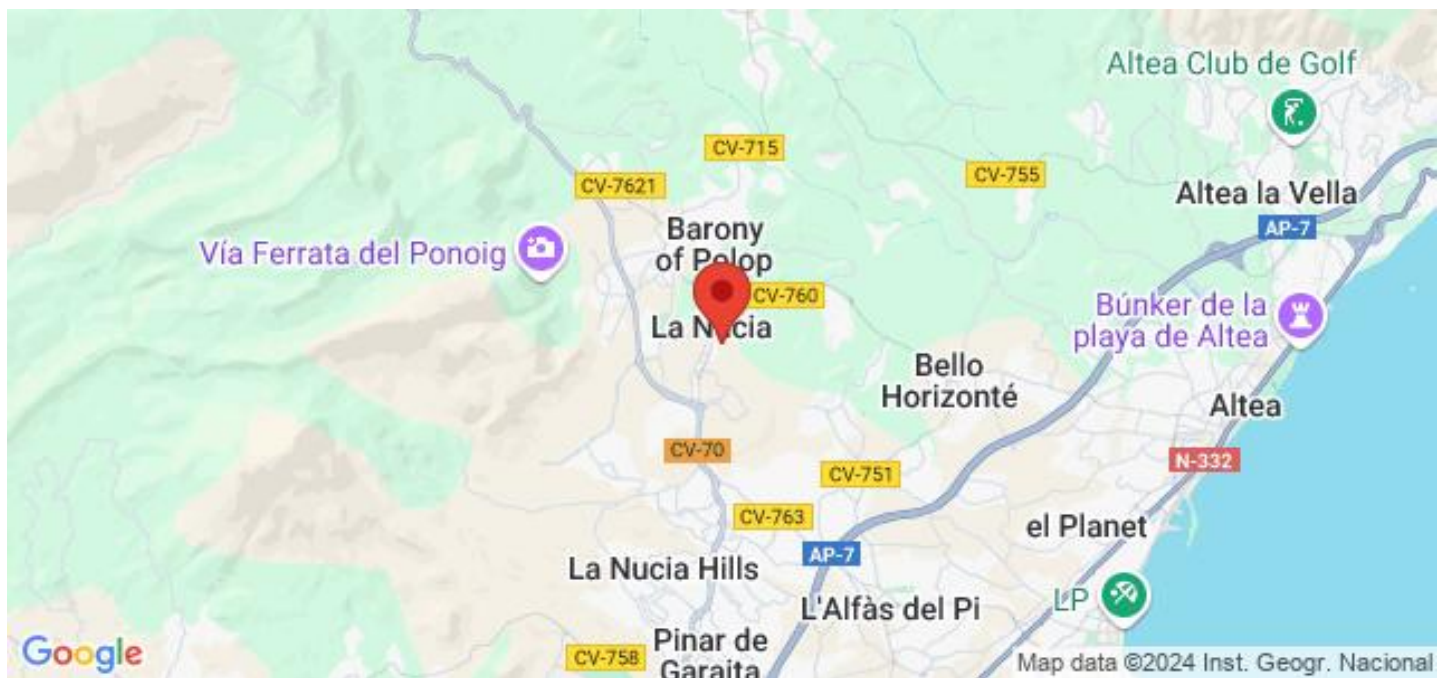 Altea Club de Golf
CV-715
CV-755
CV-7621
Altea la Vella
Barony
of Polop
AP-7
Vía Ferrata del Ponoig
CV-760
Búnker de la
playa de Altea
La Nucia
Bello
Horizonté
Altea
CV-70
N-332
CV-751
CV-763
el Planet
AP-7
La Nucia Hills
LP
L'Alfàs del Pi
Pinar de
Garaita
CV-758
Google
Map data ©2024 Inst. Geogr. Nacional